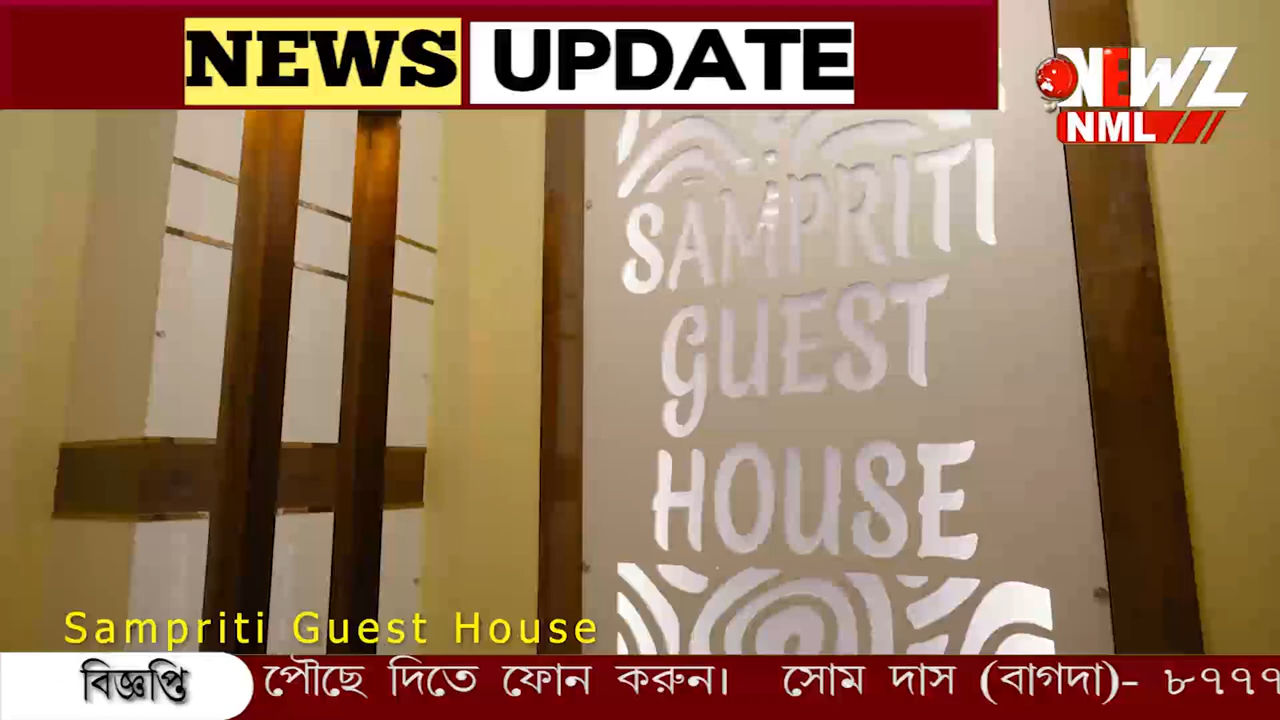 NEWS UPDATE
NEWZ
NML
SAMPRITI
GUEST
HOUSE
Sampriti Guest House
বিজ্ঞপ্তি
পৌছে দিতে ফোন করুন। সোম দাস (বাগদা)- ৮৭৭৭